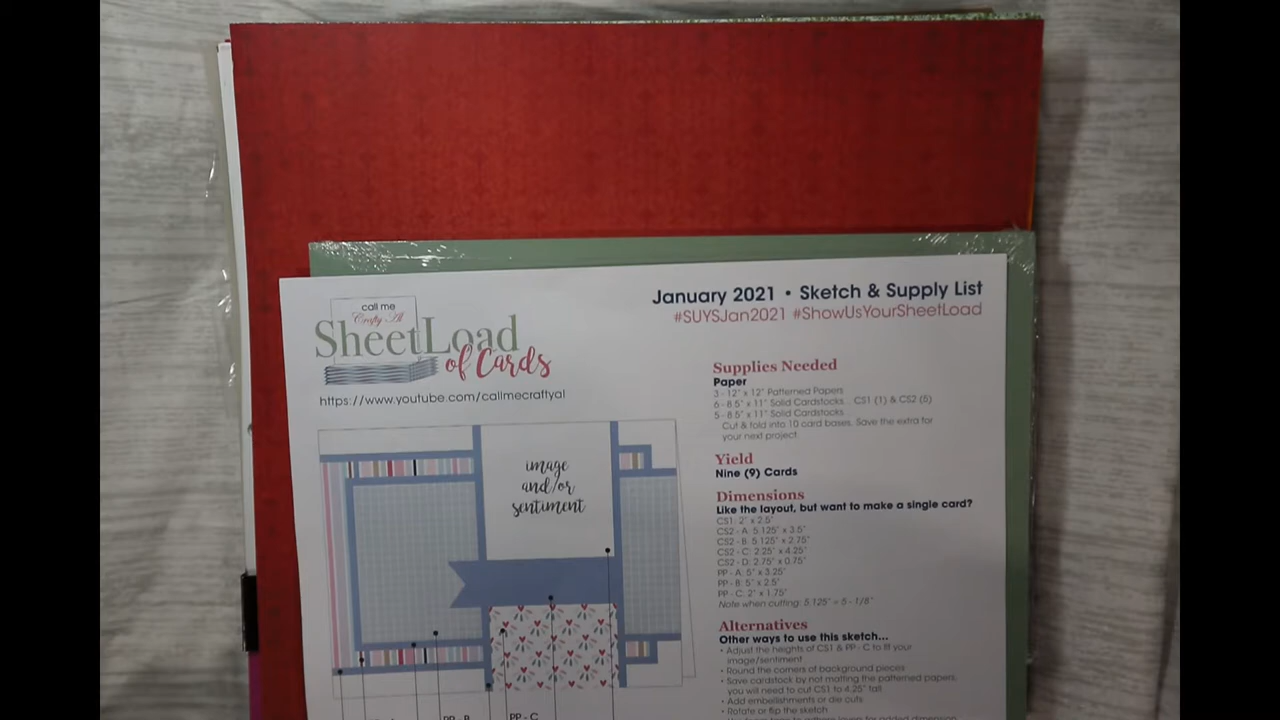 January 2021 • Sketch & Supply List
#SUYSJan2021 #ShowUsYourSheetLoad
call me
Crafty Al
SheetLoad
of Cards
https://www.youtube.com/callmecraftyal
image
and/or
sentiment
PP - B
PP - C
Supplies Needed
Paper
3 - 12" x 12" Patterned Papers
6 - 8.5" x 11" Solid Cardstocks... CS1 (1) & CS2 (5)
5 - 8.5" x 11" Solid Cardstocks
Cut & fold into 10 card bases. Save the extra for
your next project
Yield
Nine (9) Cards
Dimensions
Like the layout, but want to make a single card?
CS1: 2" x 2.5"
CS2 - A: 5.125" x 3.5"
CS2 - B: 5.125" x 2.75"
CS2 - C: 2.25" x 4.25"
CS2 - D: 2.75" x 0.75"
PP - A: 5" x 3.25"
PP - B: 5" x 2.5"
PP - C: 2" x 1.75"
Note when cutting: 5.125" = 5 - 1/8"
Alternatives
Other ways to use this sketch...
• Adjust the heights of CS1 & PP - C to fit your
image/sentiment
• Round the corners of background pieces
• Save cardstock by not matting the patterned papers,
you will need to cut CS1 to 4.25" tall
• Add embellishments or die cuts
• Rotate or flip the sketch